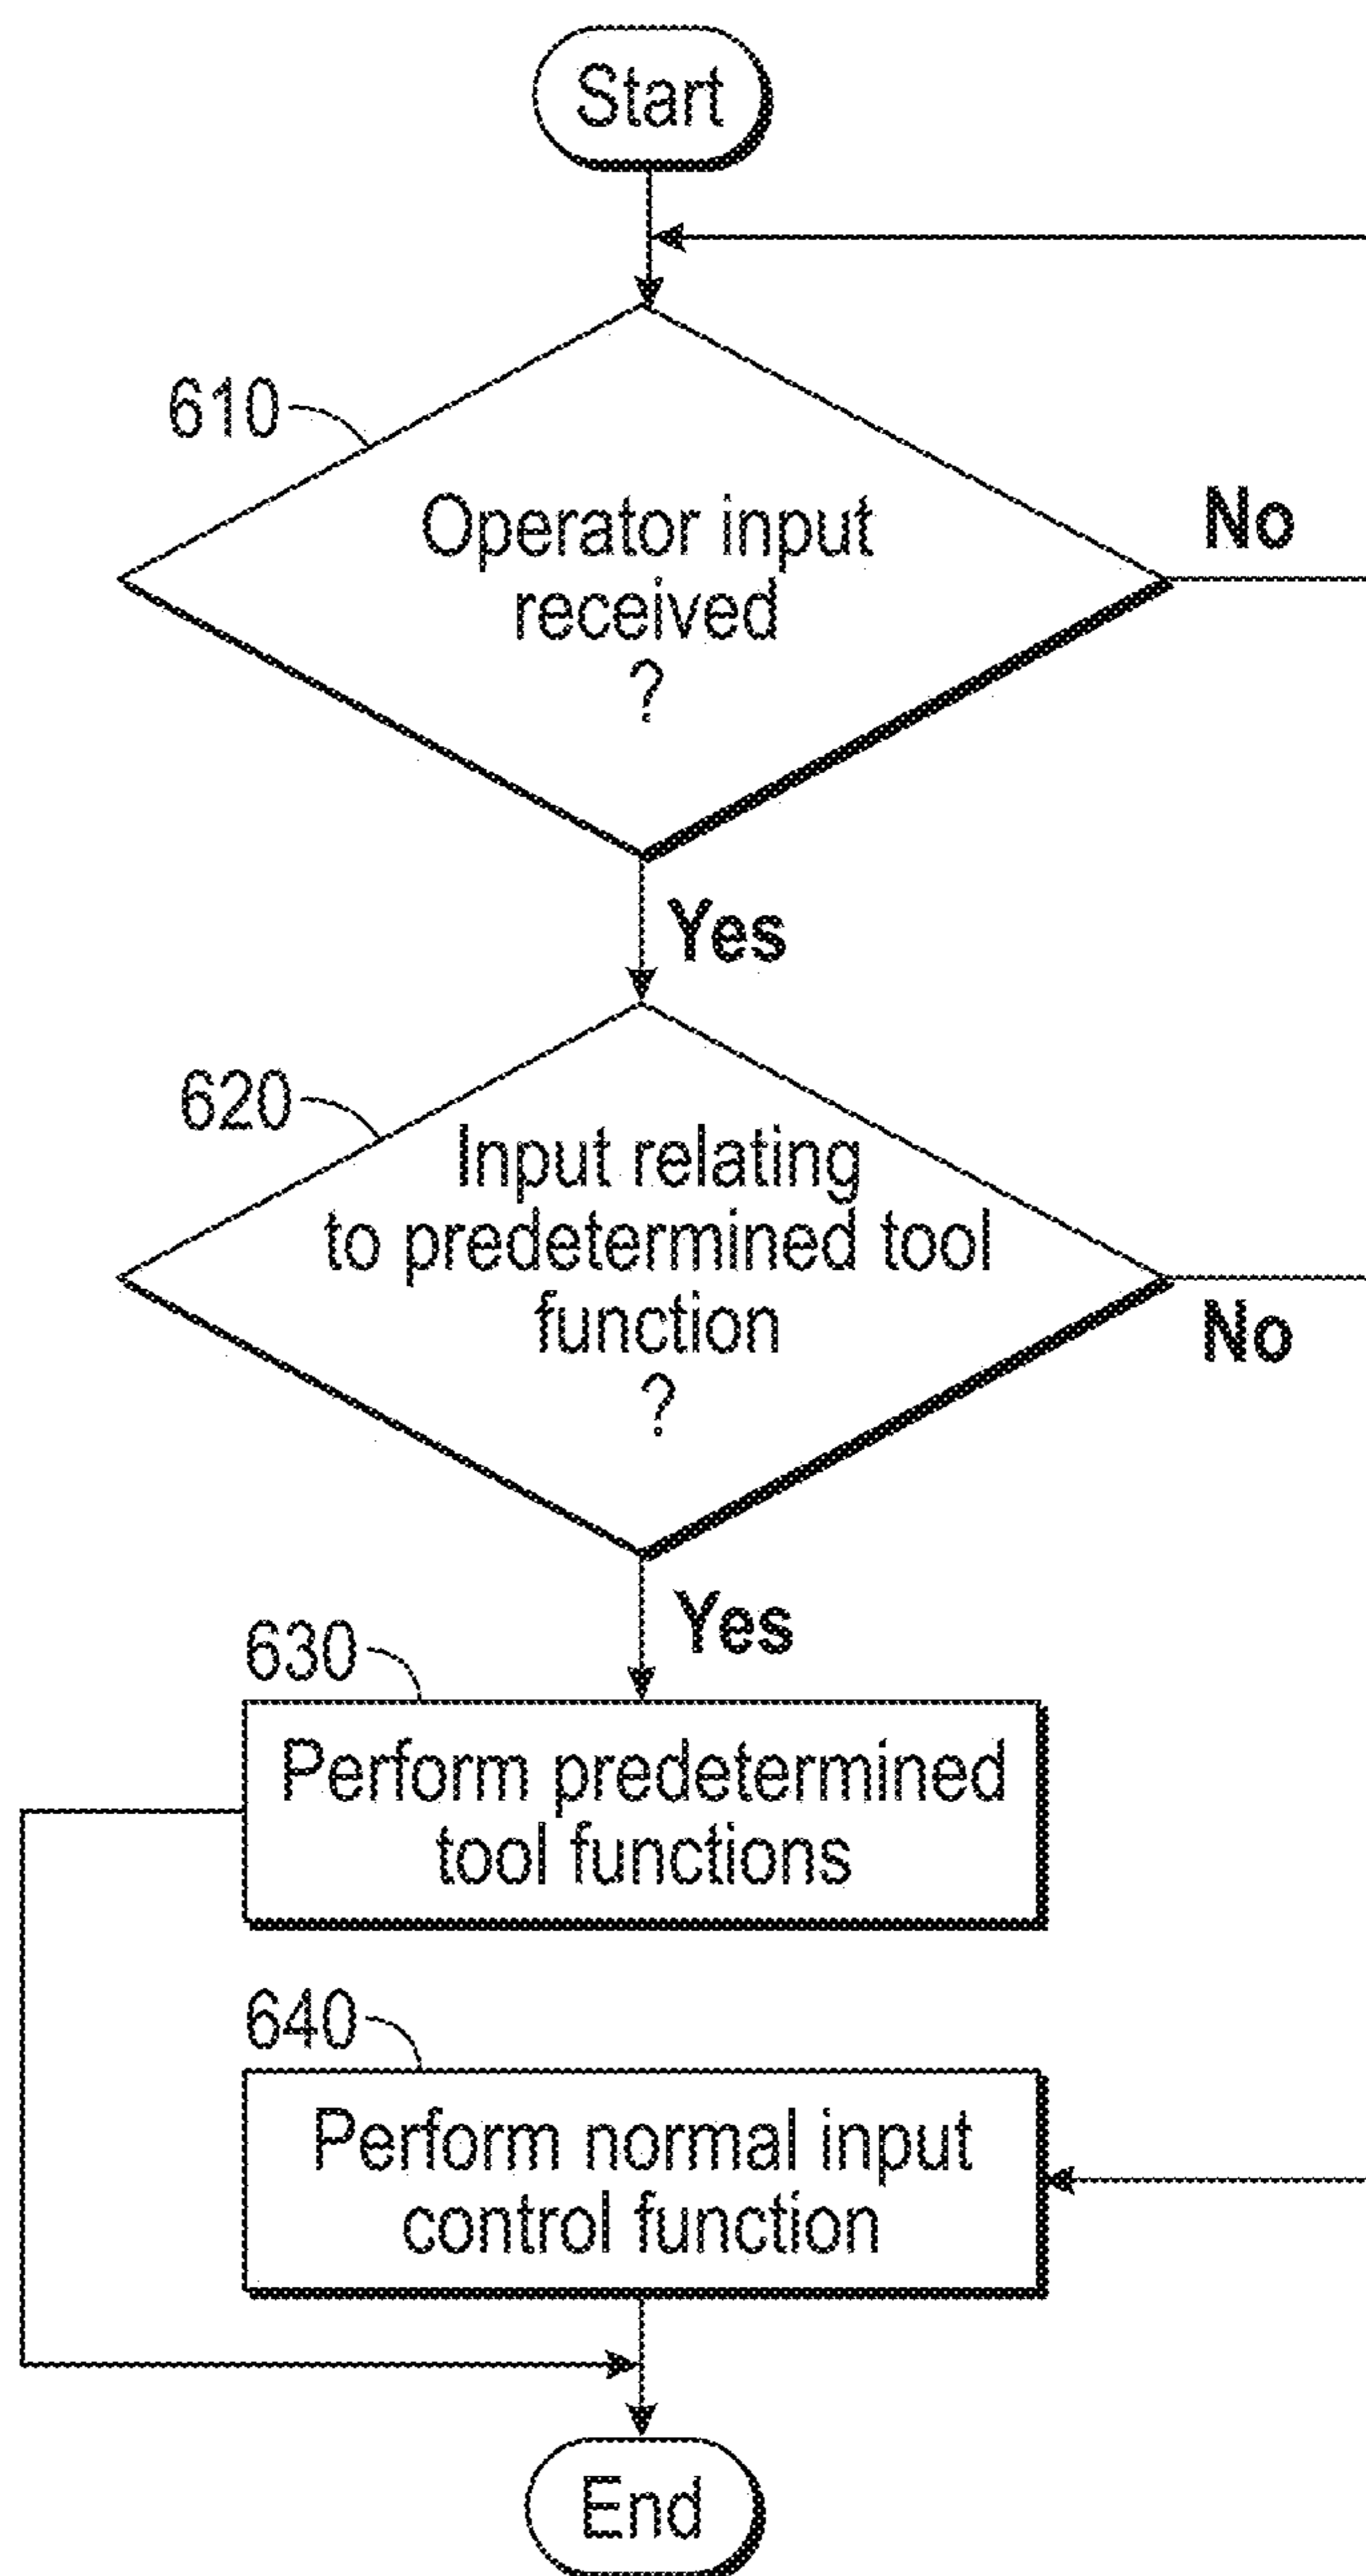 Start
610
Operator input
received
?
No
Yes
620
Input relating
to predetermined tool
function
?
No
Yes
630
Perform predetermined
tool functions
640
Perform normal input
control function
End